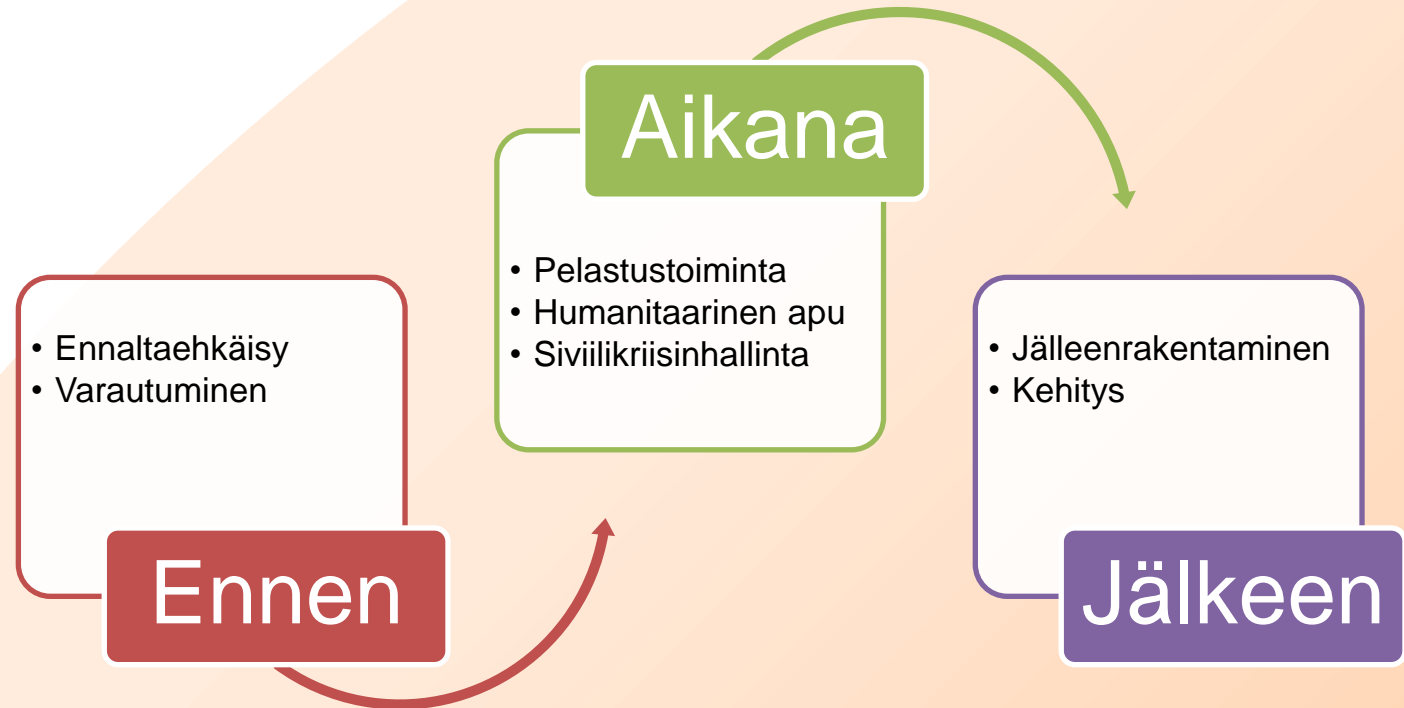 • Ennaltaehkäisy
• Varautuminen
Ennen
Aikana
• Pelastustoiminta
• Humanitaarinen apu
• Siviilikriisinhallinta
• Jälleenrakentaminen
• Kehitys
Jälkeen